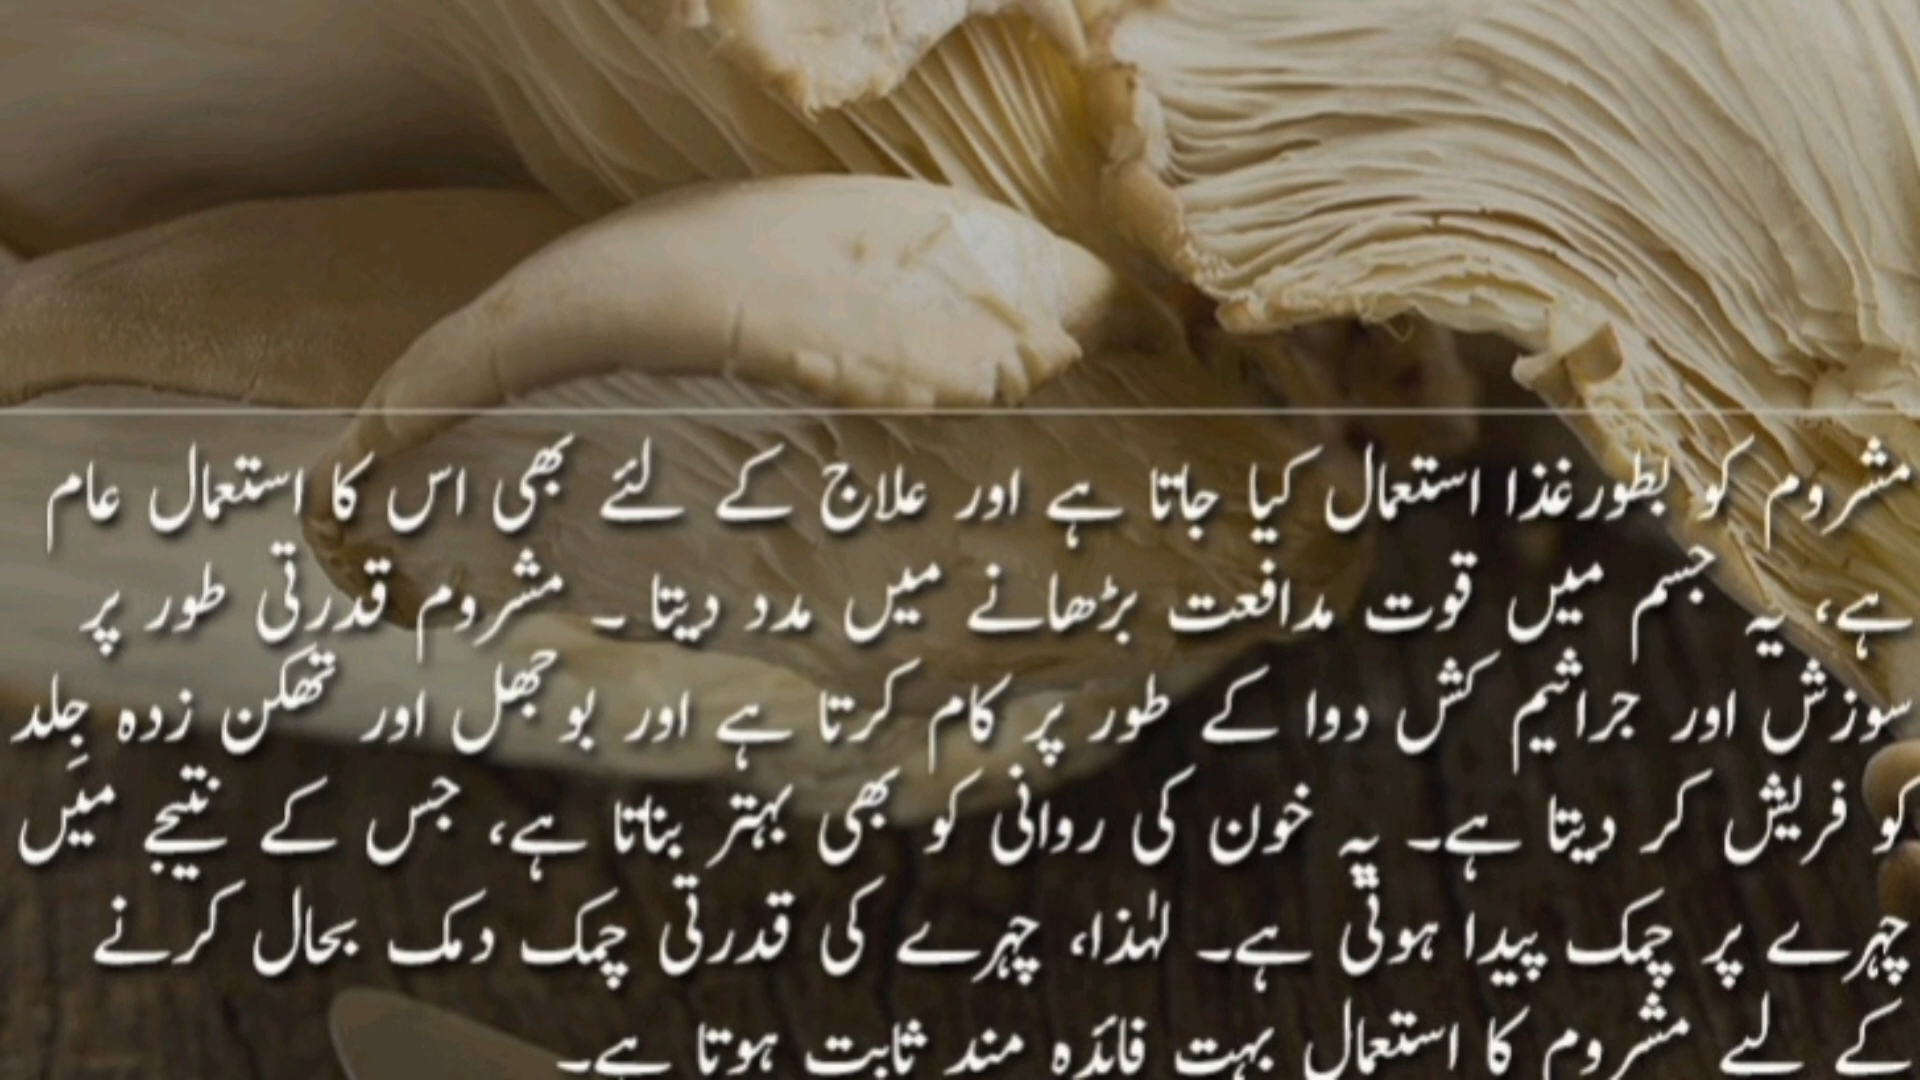 مشروم کو بطورغذا استعمال کیا جاتا ہے اور علاج کے لئے بھی اس کا استعمال عام
ہے، یہ جسم میں قوت مدافعت بڑھانے میں مدد دیتا ۔ مشروم قدرتی طور پر
سوزش اور جراثیم کش دوا کے طور پر کام کرتا ہے اور بوجھل اور تھکن زدہ جِلد
کو فریش کر دیتا ہے۔ یہ خون کی روانی کو بھی بہتر بناتا ہے، جس کے نتیجے میں
چہرے پر چمک پیدا ہوتی ہے۔ لہٰذا، چہرے کی قدرتی چمک دمک بحال کرنے
کے لیے مشروم کا استعمال بہت فائدہ مند ثابت ہوتا ہے۔